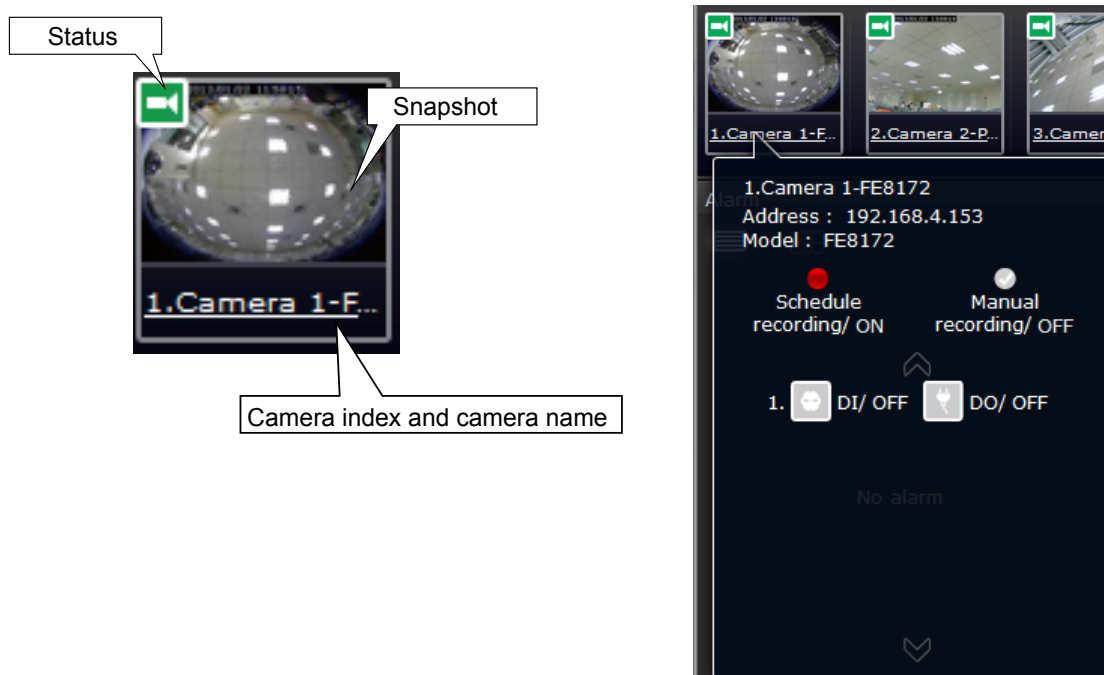 Status
Snapshot
1.Camera 1-F...
Camera index and camera name
1.Camera 1-F...
2.Camera 2-P...
3.Camer
Alarm
1.Camera 1-FE8172
Address : 192.168.4.153
Model : FE8172
Schedule
recording/ ON
Manual
recording/ OFF
1. DI/ OFF DO/ OFF
No alarm